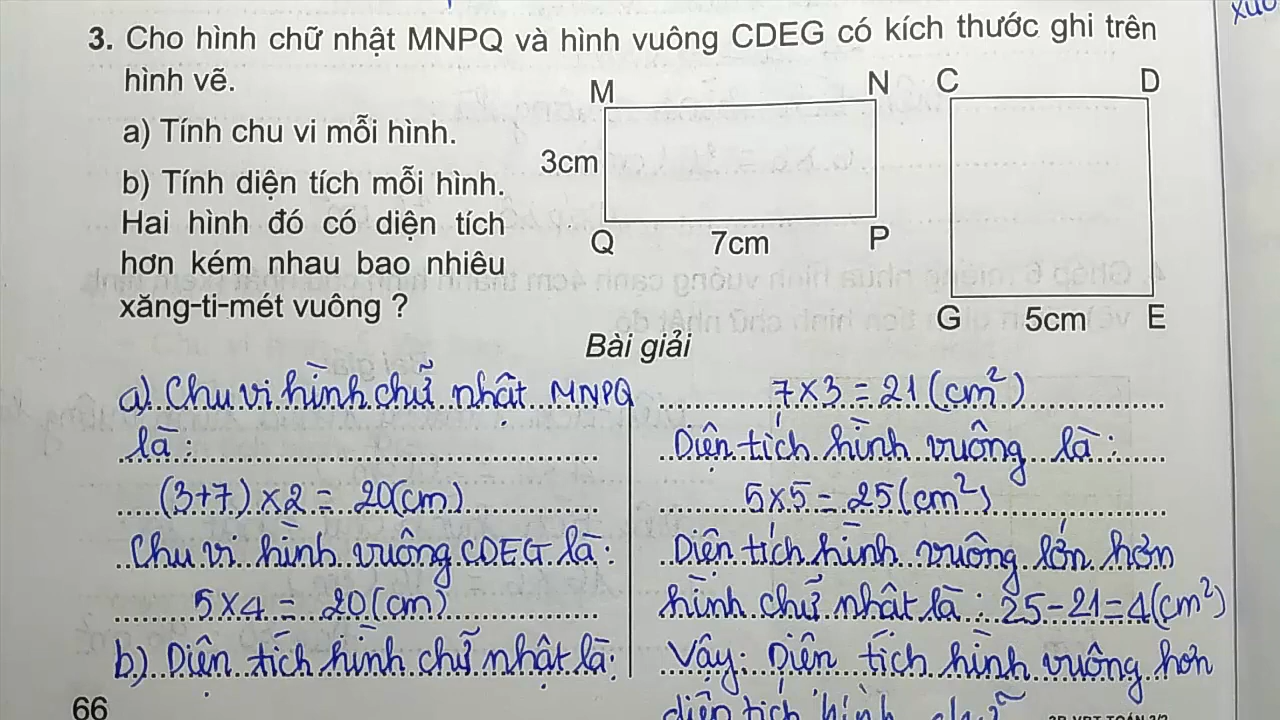 xuô
3. Cho hình chữ nhật MNPQ và hình vuông CDEG có kích thước ghi trên
hình vẽ.
a) Tính chu vi mỗi hình.
b) Tính diện tích mỗi hình.
Hai hình đó có diện tích
hơn kém nhau bao nhiêu
xăng-ti-mét vuông ?
M
N
3cm
Q
7cm
P
C
D
G
5cm
E
Bài giải
a) Chu vi hình chữ nhật MNPQ
là :
(3+7) × 2 = 20(cm)
Chu vi hình vuông CDEG là:
5 × 4 = 20(cm)
b) Diện tích hình chữ nhật là:
7 × 3 = 21 (cm²)
Diện tích hình vuông là :
5×5 = 25(cm²)
Diện tích hình vuông lớn hơn
hình chữ nhật là : 25-21=4(cm²)
Vậy: Diện tích hình vuông hơn
diện tích hình chữ
66